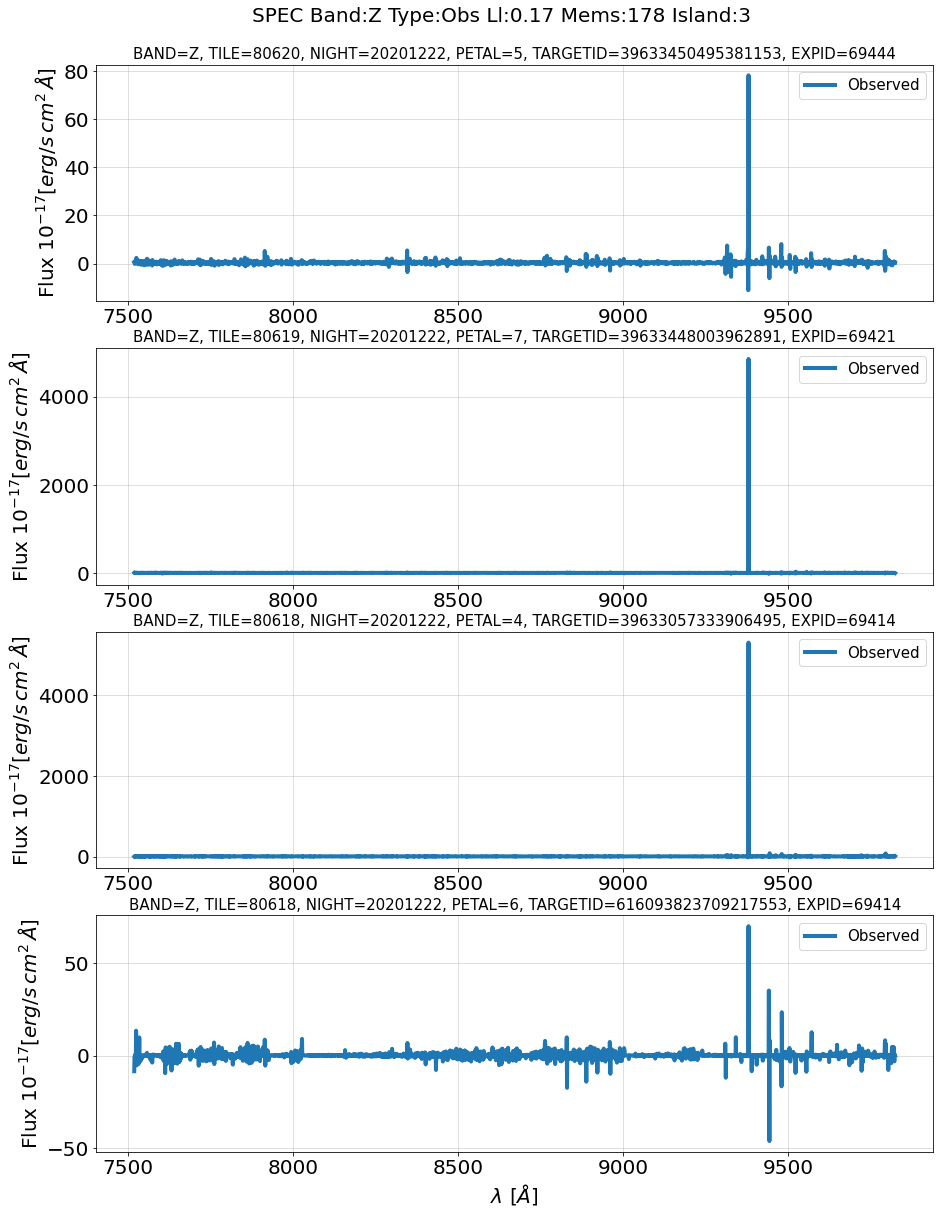 SPEC Band:Z Type:Obs Ll:0.17 Mems:178 Island:3
BAND=Z, TILE=80620, NIGHT=20201222, PETAL=5, TARGETID=39633450495381153, EXPID=69444
80
60
40
20
0
Flux 10^{-17}[erg/s cm^2 Å]
Observed
7500 8000 8500 9000 9500
BAND=Z, TILE=80619, NIGHT=20201222, PETAL=7, TARGETID=39633448003962891, EXPID=69421
4000
2000
0
Flux 10^{-17}[erg/s cm^2 Å]
Observed
7500 8000 8500 9000 9500
BAND=Z, TILE=80618, NIGHT=20201222, PETAL=4, TARGETID=39633057333906495, EXPID=69414
4000
2000
0
Flux 10^{-17}[erg/s cm^2 Å]
Observed
7500 8000 8500 9000 9500
BAND=Z, TILE=80618, NIGHT=20201222, PETAL=6, TARGETID=616093823709217553, EXPID=69414
50
0
−50
Flux 10^{-17}[erg/s cm^2 Å]
Observed
7500 8000 8500 9000 9500
λ [Å]